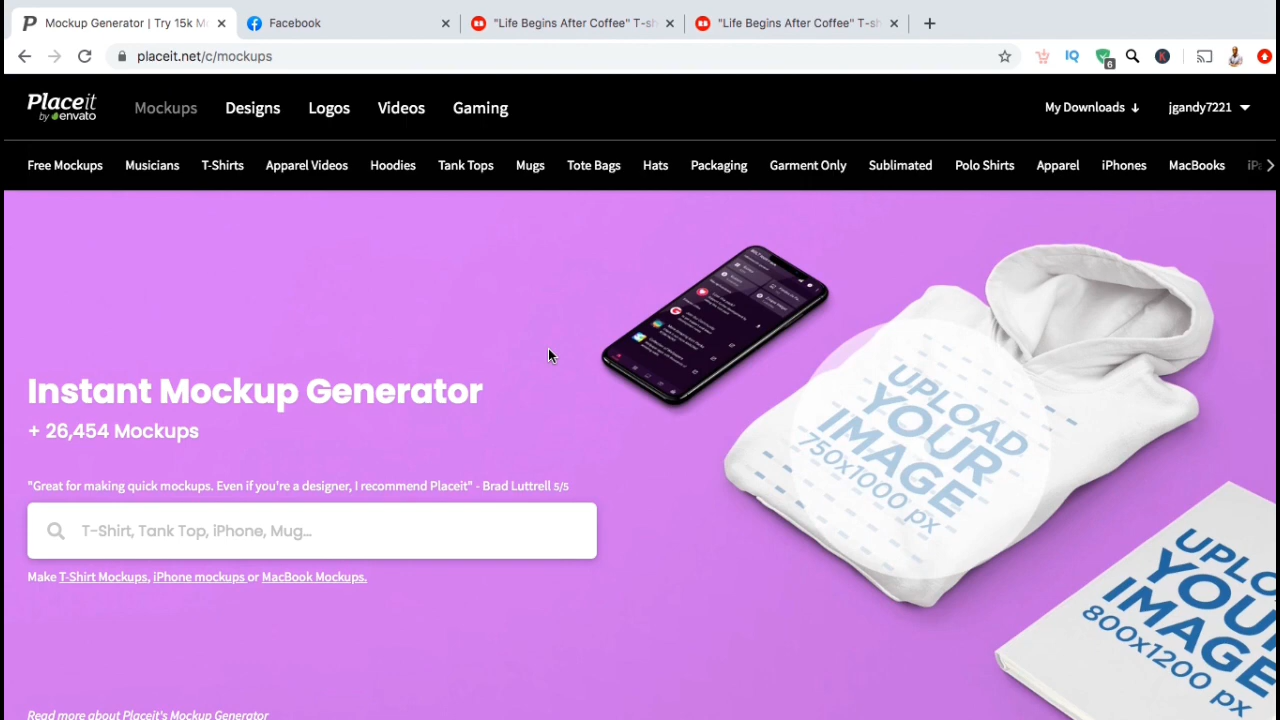 Mockup Generator | Try 15k M
Facebook
"Life Begins After Coffee" T-sh
"Life Begins After Coffee" T-sh
placeit.net/c/mockups
6
Placeit
by envato
Mockups
Designs
Logos
Videos
Gaming
My Downloads
jgandy7221
Free Mockups
Musicians
T-Shirts
Apparel Videos
Hoodies
Tank Tops
Mugs
Tote Bags
Hats
Packaging
Garment Only
Sublimated
Polo Shirts
Apparel
iPhones
MacBooks
iPa
Instant Mockup Generator
+ 26,454 Mockups
"Great for making quick mockups. Even if you're a designer, I recommend Placeit" - Brad Luttrell 5/5
T-Shirt, Tank Top, iPhone, Mug...
Make T-Shirt Mockups, iPhone mockups or MacBook Mockups.
Read more about Placeit's Mockup Generator
UPLOAD
YOUR
IMAGE
750x1000 px
UPLO
YOUR
IMAGE
800x1200 px